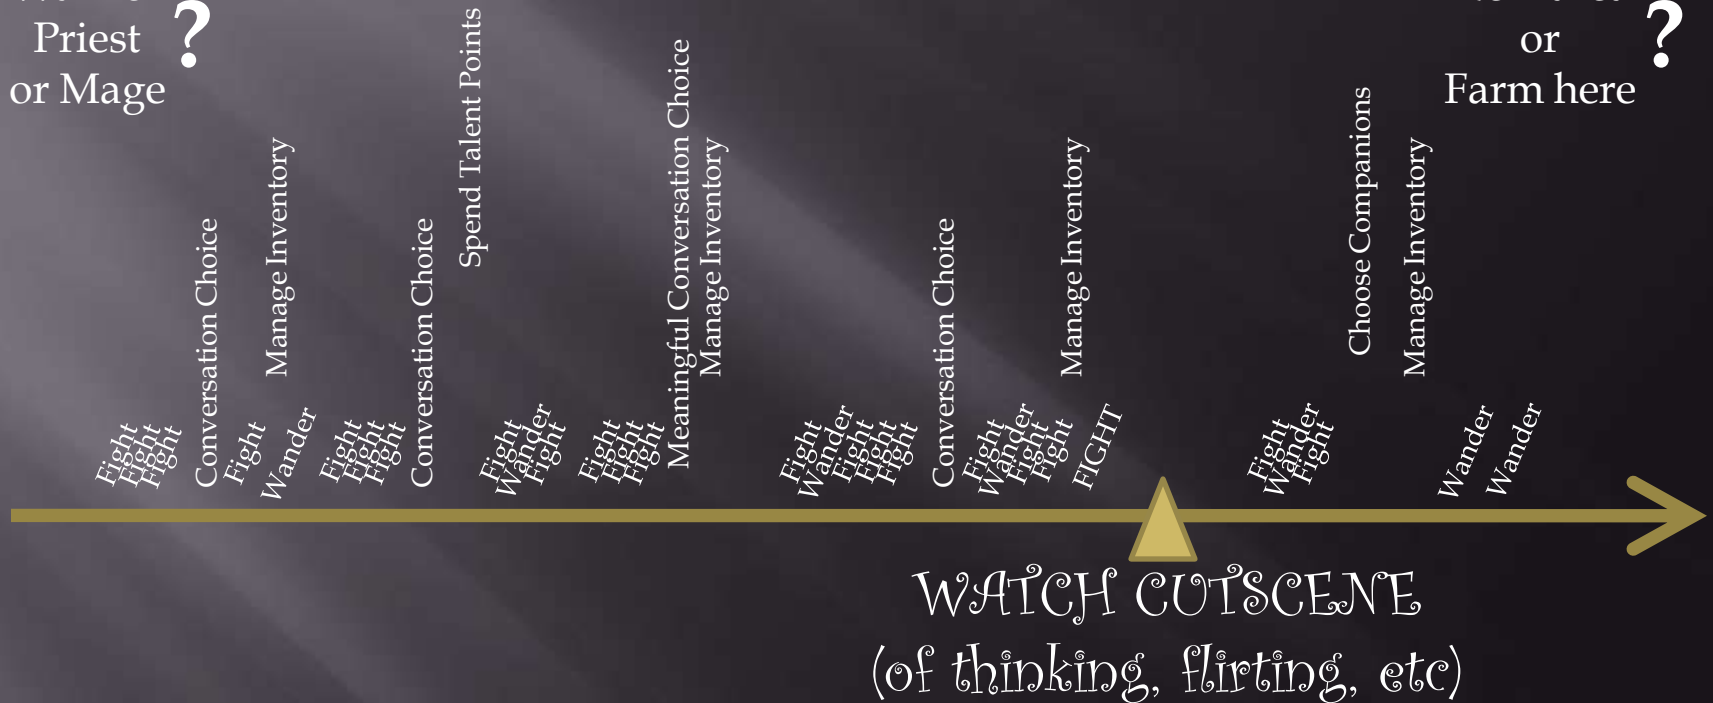 Priest
or Mage
?
or
Farm here
?
Fight
Fight
Fight
Conversation Choice
Fight
Manage Inventory
Wander
Fight
Fight
Fight
Conversation Choice
Spend Talent Points
Fight
Wander
Fight
Fight
Fight
Fight
Meaningful Conversation Choice
Manage Inventory
Fight
Wander
Fight
Fight
Fight
Conversation Choice
Fight
Wander
Fight
Fight
Manage Inventory
FIGHT
Fight
Wander
Fight
Choose Companions
Manage Inventory
Wander
Wander
WATCH CUTSCENE
(of thinking, flirting, etc)